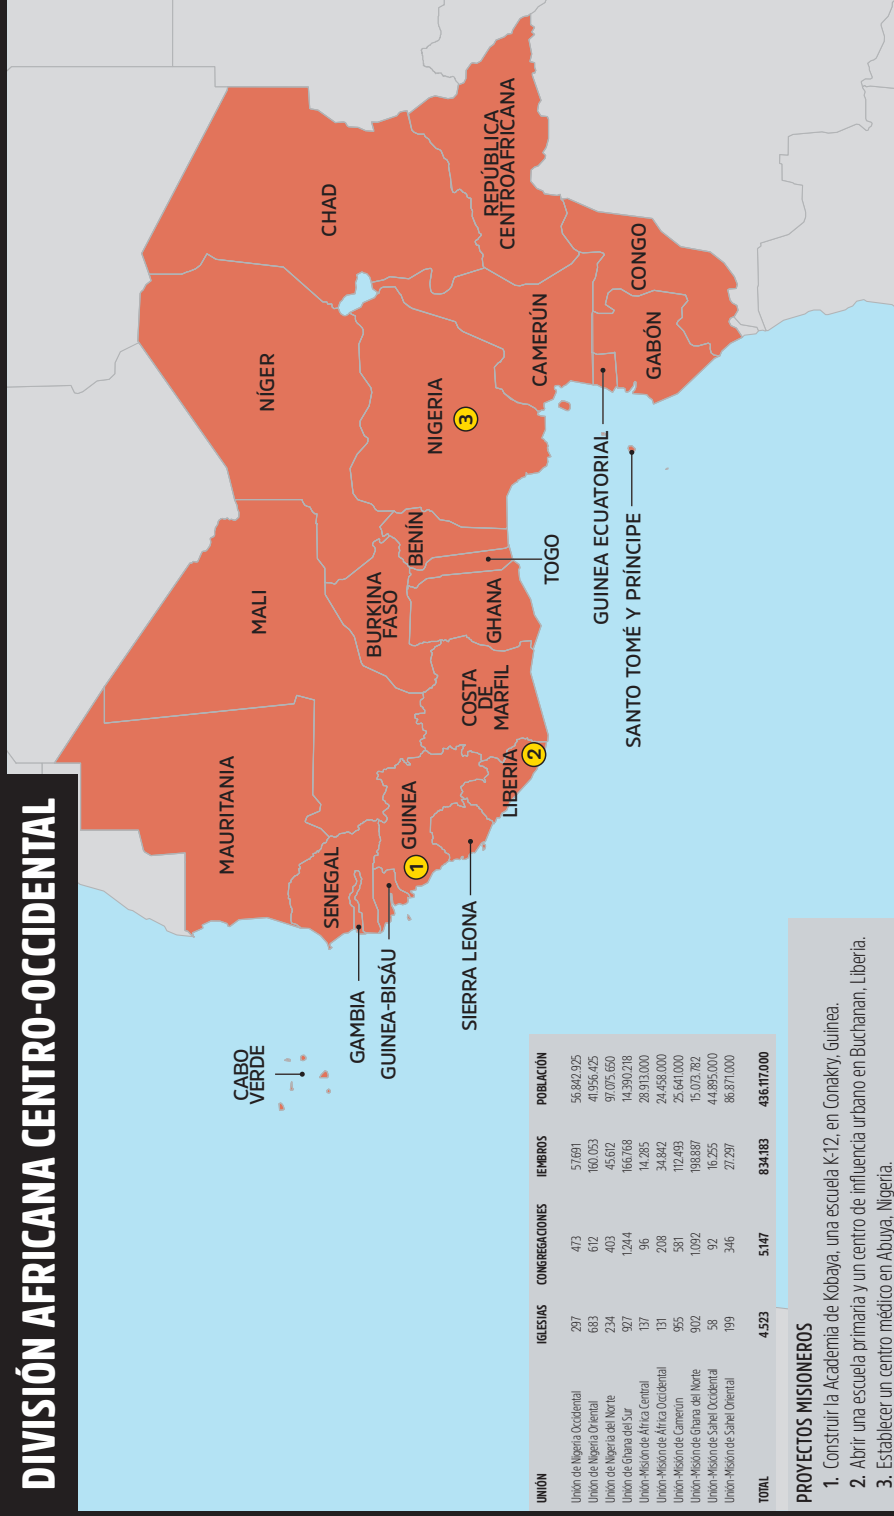 DIVISIÓN AFRICANA CENTRO-OCCIDENTAL
CABO
VERDE
GAMBIA
GUINEA-BISÁU
SIERRA LEONA
MAURITANIA
SENEGAL
GUINEA
1
LIBERIA
2
MALI
BURKINA
FASO
COSTA
DE
MARFIL
GHANA
BENÍN
TOGO
NÍGER
NIGERIA
3
CHAD
CAMERÚN
REPÚBLICA
CENTROAFRICANA
GUINEA ECUATORIAL
SANTO TOMÉ Y PRÍNCIPE
GABÓN
CONGO
UNIÓN IGLESIAS CONGREGACIONES IEMBROS POBLACIÓN
Unión de Nigeria Occidental 297 473 57.691 56.842.925
Unión de Nigeria Oriental 683 612 160.053 41.956.425
Unión de Nigeria del Norte 234 403 45.612 97.075.650
Unión de Ghana del Sur 927 1.244 166.768 14.390.218
Unión-Misión de África Central 137 96 14.285 28.913.000
Unión-Misión de África Occidental 131 208 34.842 24.458.000
Unión-Misión de Camerún 955 581 112.493 25.641.000
Unión-Misión de Ghana del Norte 902 1.092 198.887 15.073.782
Unión-Misión de Sahel Occidental 58 92 16.255 44.895.000
Unión-Misión de Sahel Oriental 199 346 27.297 86.871.000
TOTAL 4.523 5.147 834.183 436.117.000
PROYECTOS MISIONEROS
1. Construir la Academia de Kobaya, una escuela K-12, en Conakry, Guinea.
2. Abrir una escuela primaria y un centro de influencia urbano en Buchanan, Liberia.
3. Establecer un centro médico en Abuya, Nigeria.